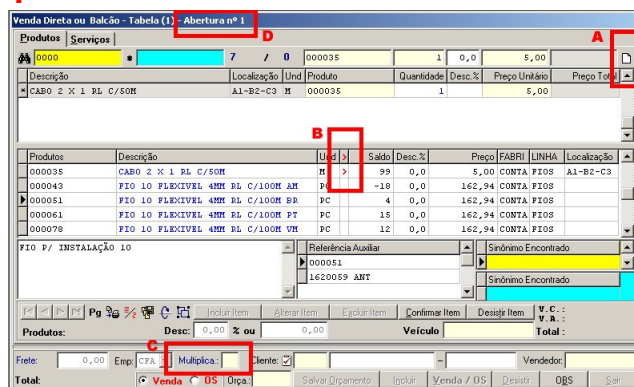 Venda Direta ou Balcão - Tabela (1) - Abertura nº 1
D
A
Produtos Serviços
0000 * 7 / 0 000035 1 0,0 5,00
Descrição Localização Und Produto Quantidade Desc.% Preço Unitário Preço Total
* CABO 2 X 1 RL C/50M A1-B2-C3 M 000035 1 5,00
B
Produtos Descrição Und > Saldo Desc.% Preço FABRI LINHA Localização
000035 CABO 2 X 1 RL C/50M M > 99 0,0 5,00 CONTA FIOS A1-B2-C3
000043 FIO 10 FLEXIVEL 4MM RL C/100M AM PC -18 0,0 162,94 CONTA FIOS
000051 FIO 10 FLEXIVEL 4MM RL C/100M BR PC 4 0,0 162,94 CONTA FIOS
000061 FIO 10 FLEXIVEL 4MM RL C/100M PT PC 15 0,0 162,94 CONTA FIOS
000078 FIO 10 FLEXIVEL 4MM RL C/100M VM PC 12 0,0 162,94 CONTA FIOS
FIO P/ INSTALAÇÃO 10 Referência Auxiliar Sinônimo Encontrado
000051
1620059 ANT Sinônimo Encontrado
Pg Incluir Item Alterar Item Excluir Item Confirmar Item Desistir Item V.C.:
V.A.:
Produtos: Desc: 0,00 % ou 0,00 Veículo Total :
C
Frete: 0,00 Emp: CFA Multiplica.: Cliente: - Vendedor:
Total: Venda OS Orça.: Salvar Orçamento Incluir Venda / OS Desistir OBS Sair